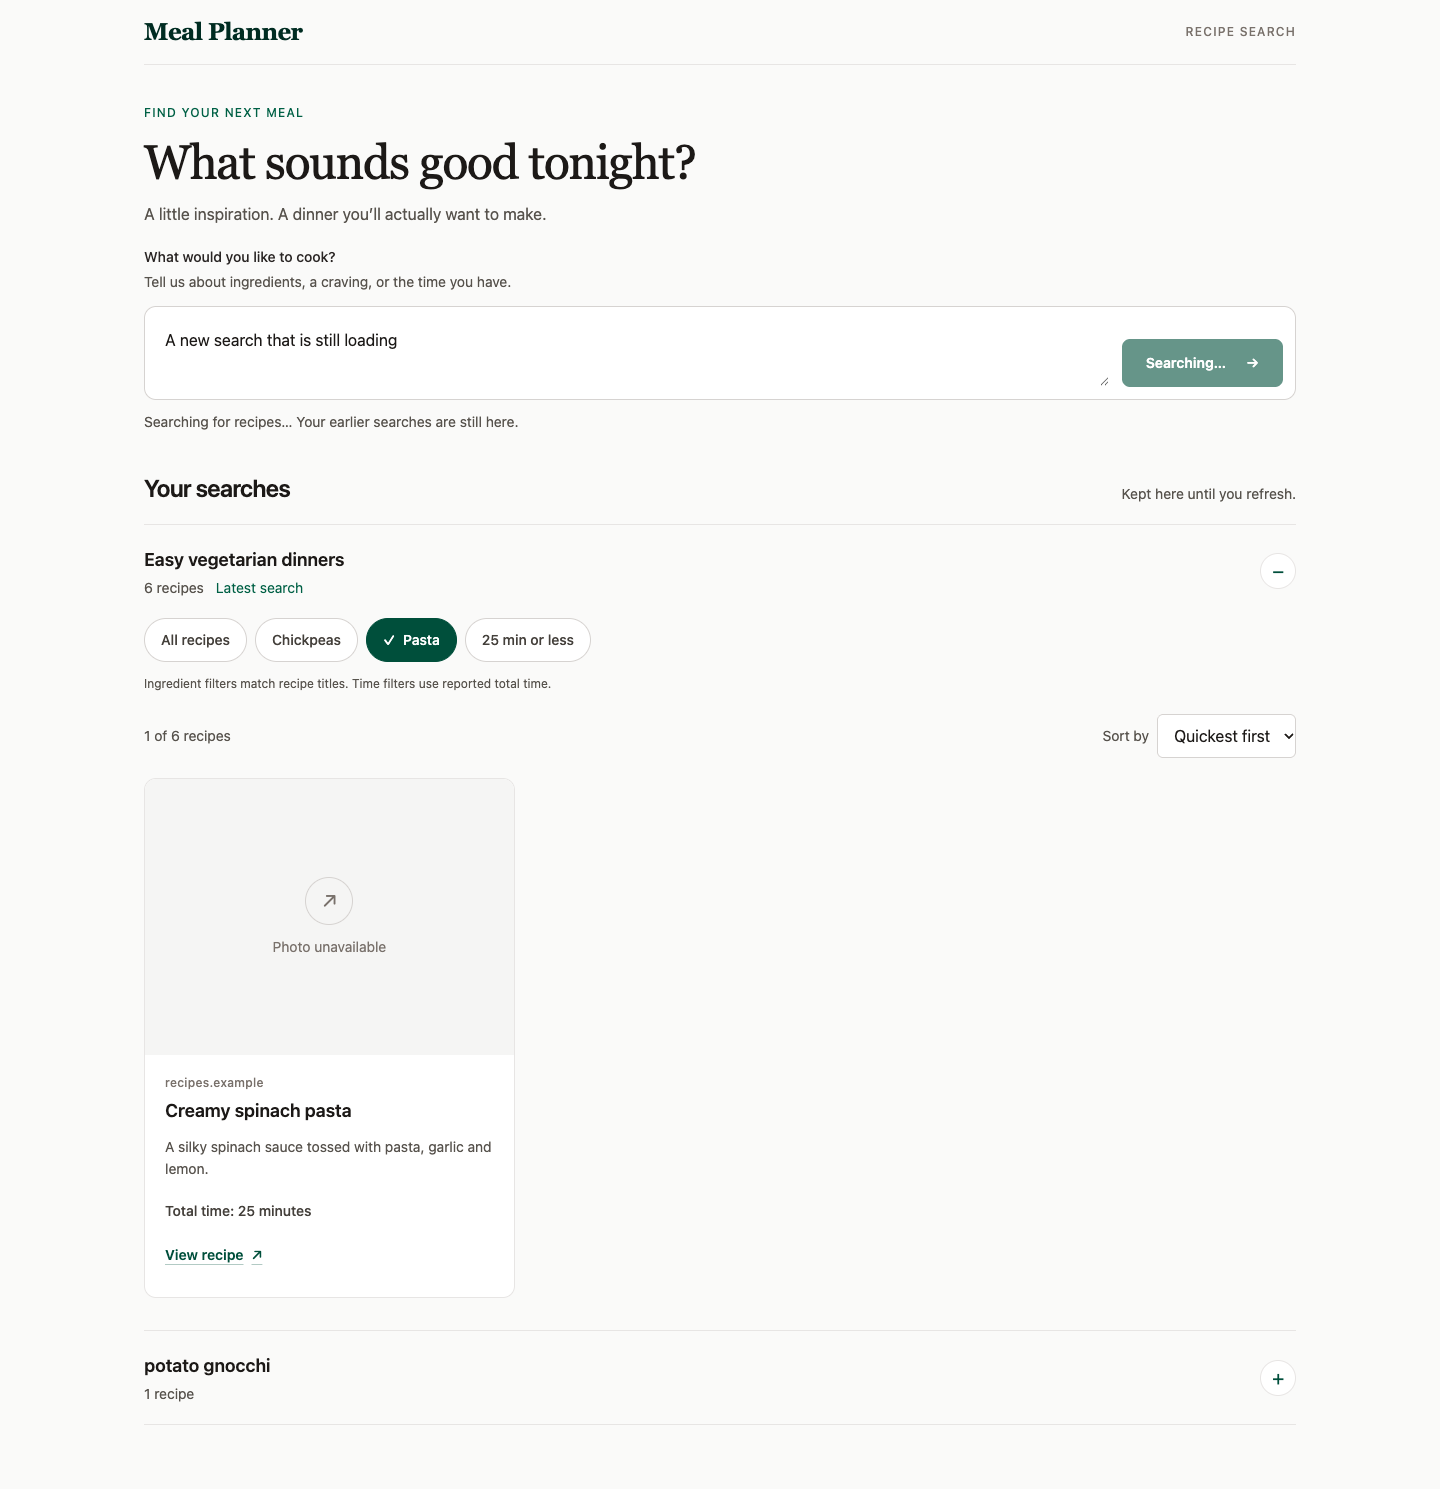 Meal Planner
RECIPE SEARCH
FIND YOUR NEXT MEAL
What sounds good tonight?
A little inspiration. A dinner you’ll actually want to make.
What would you like to cook?
Tell us about ingredients, a craving, or the time you have.
A new search that is still loading
Searching... →
Searching for recipes... Your earlier searches are still here.
Your searches
Kept here until you refresh.
Easy vegetarian dinners
6 recipes Latest search
All recipes Chickpeas ✓ Pasta 25 min or less
Ingredient filters match recipe titles. Time filters use reported total time.
1 of 6 recipes
Sort by Quickest first
Photo unavailable
recipes.example
Creamy spinach pasta
A silky spinach sauce tossed with pasta, garlic and
lemon.
Total time: 25 minutes
View recipe ↗
potato gnocchi
1 recipe